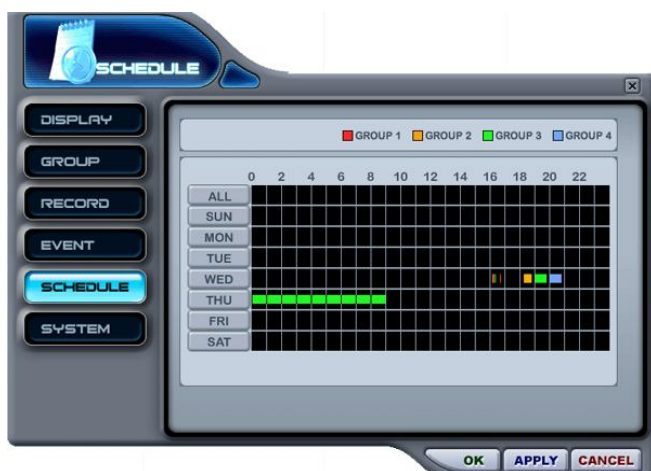 SCHEDULE
DISPLAY
GROUP
RECORD
EVENT
SCHEDULE
SYSTEM
GROUP 1 GROUP 2 GROUP 3 GROUP 4
0 2 4 6 8 10 12 14 16 18 20 22
ALL
SUN
MON
TUE
WED
THU
FRI
SAT
OK APPLY CANCEL